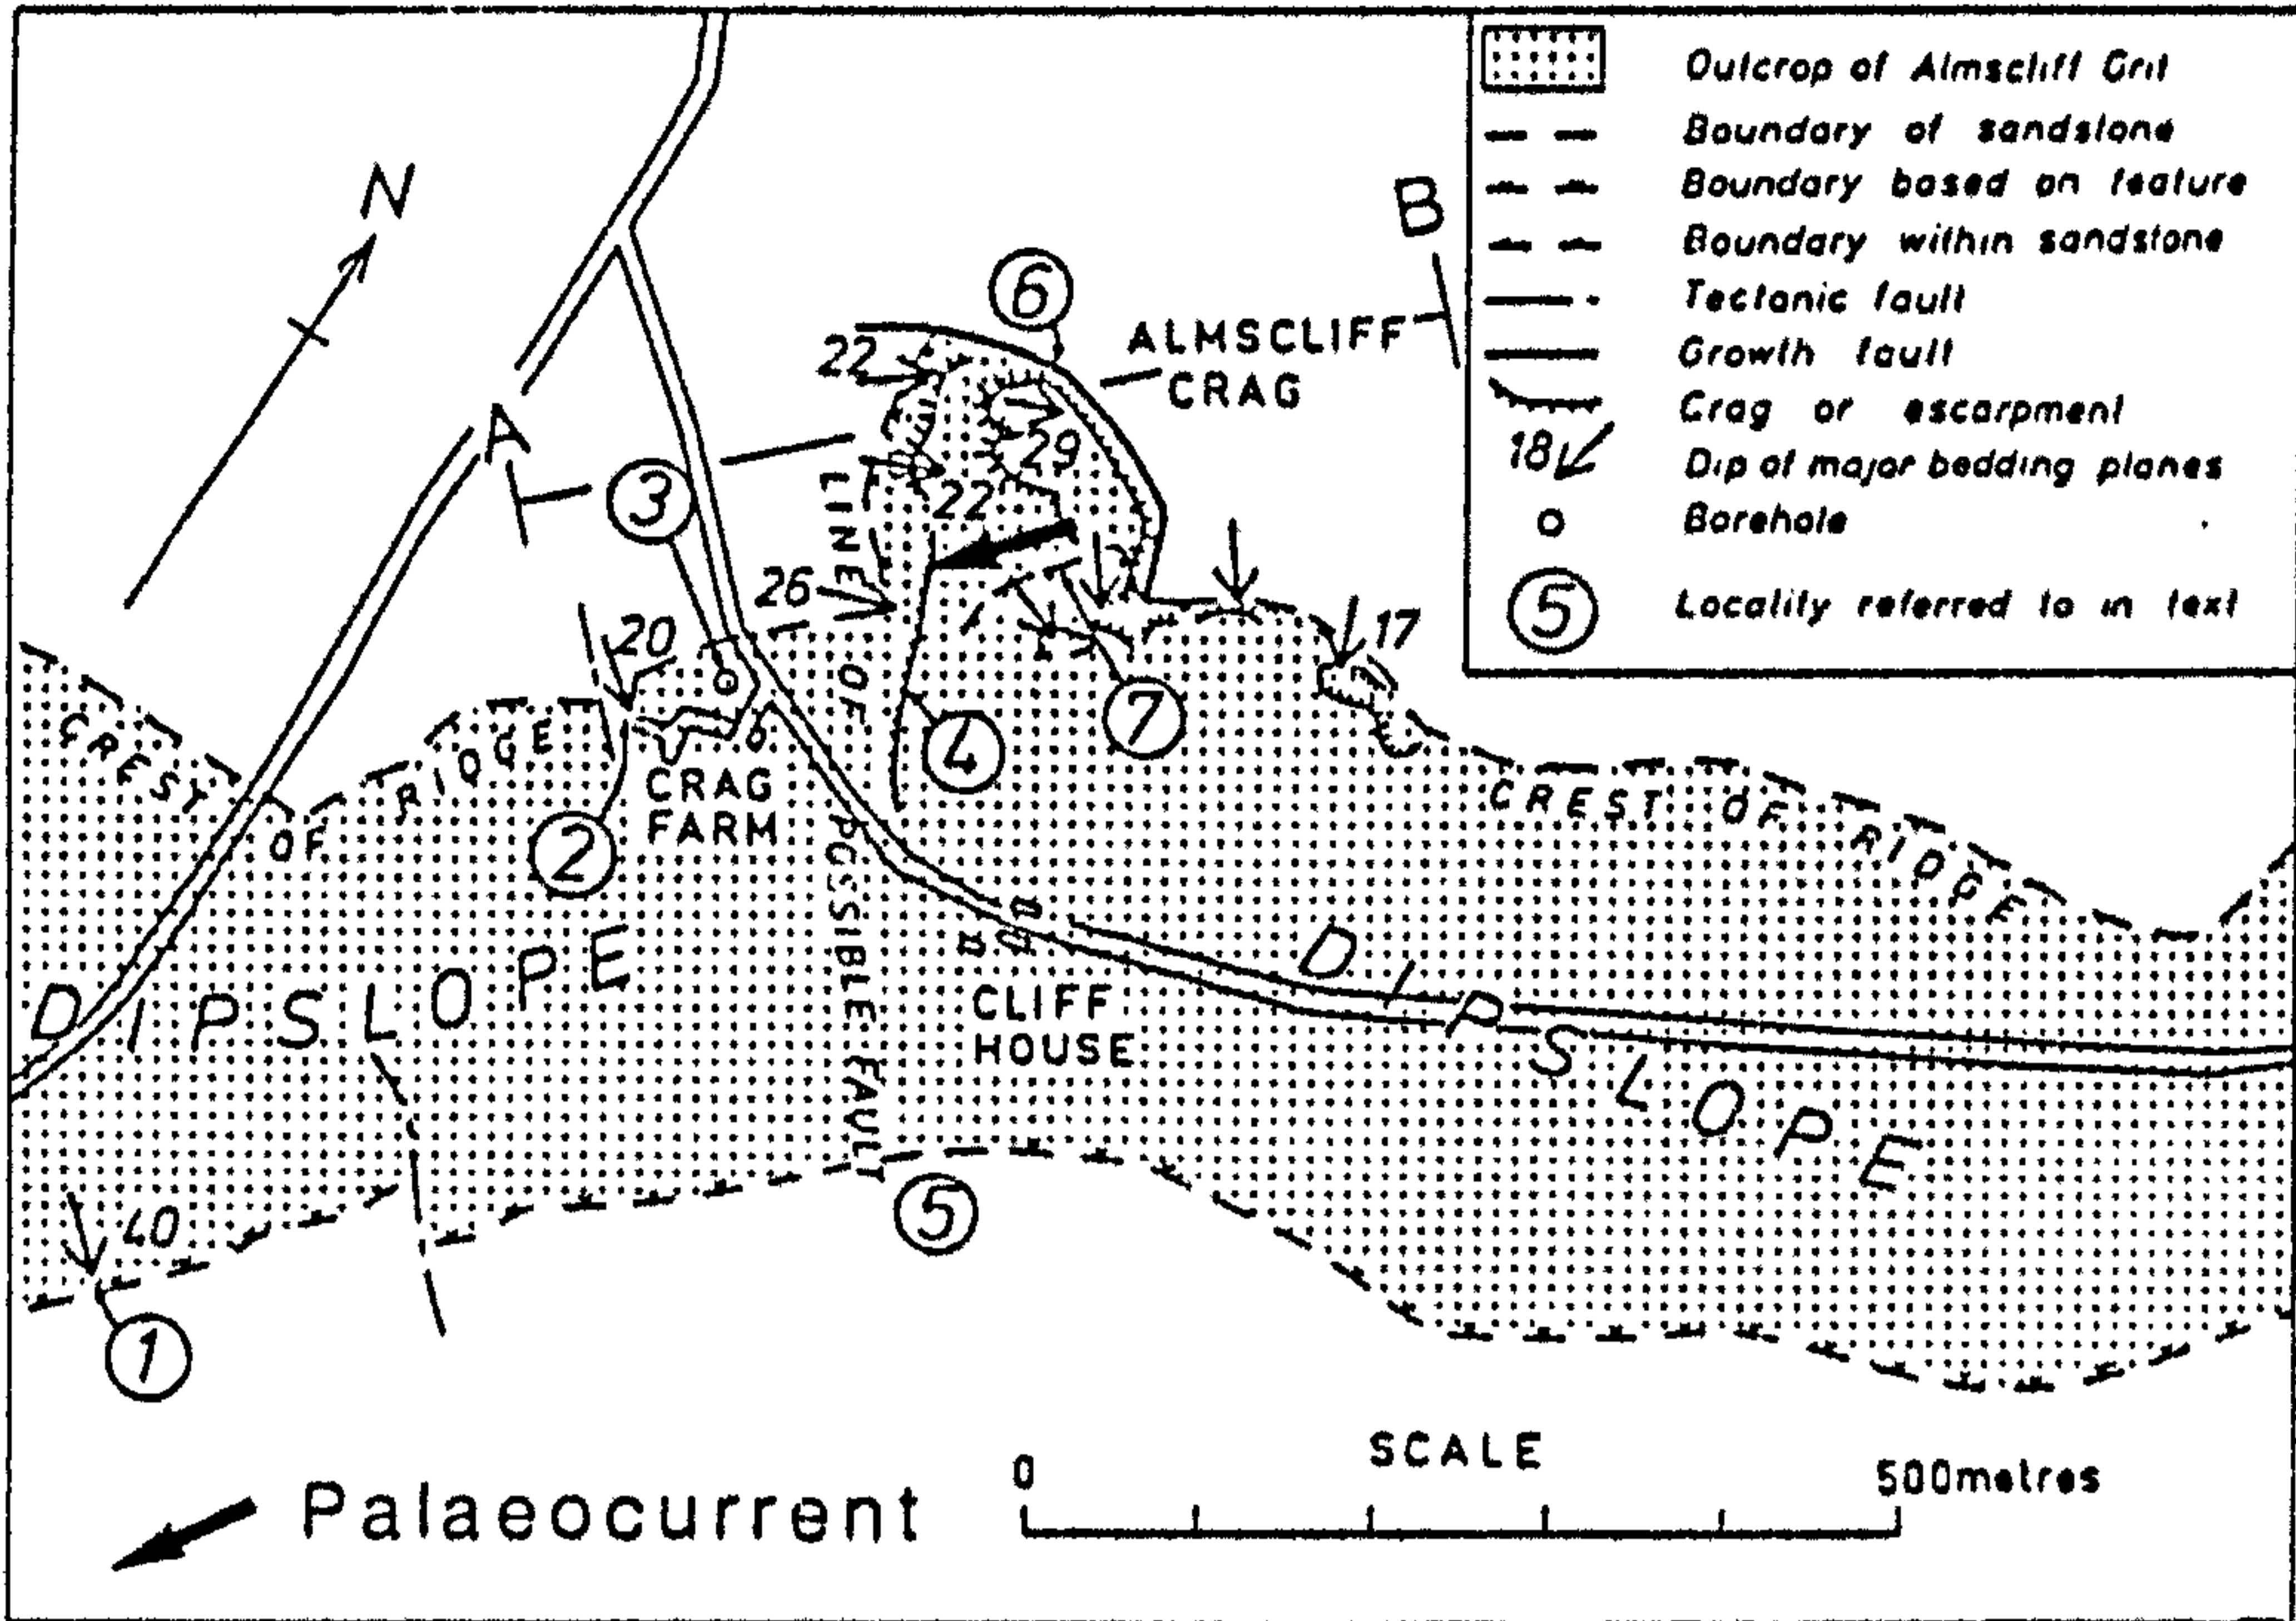 Outcrop of Almscliff Grit
Boundary of sandstone
Boundary based on feature
Boundary within sandstone
Tectonic fault
Growth fault
Crag or escarpment
18 Dip of major bedding planes
Borehole
5 Locality referred to in text
N
A
B
6
ALMSCLIFF
CRAG
22
29
22
3
26
20
17
7
4
2
CRAG
FARM
CREST OF RIDGE
LINE OF POSSIBLE FAULT
CREST OF RIDGE
DIPSLOPE
CLIFF
HOUSE
DIPSLOPE
40
5
1
Palaeocurrent
SCALE
0 500metres